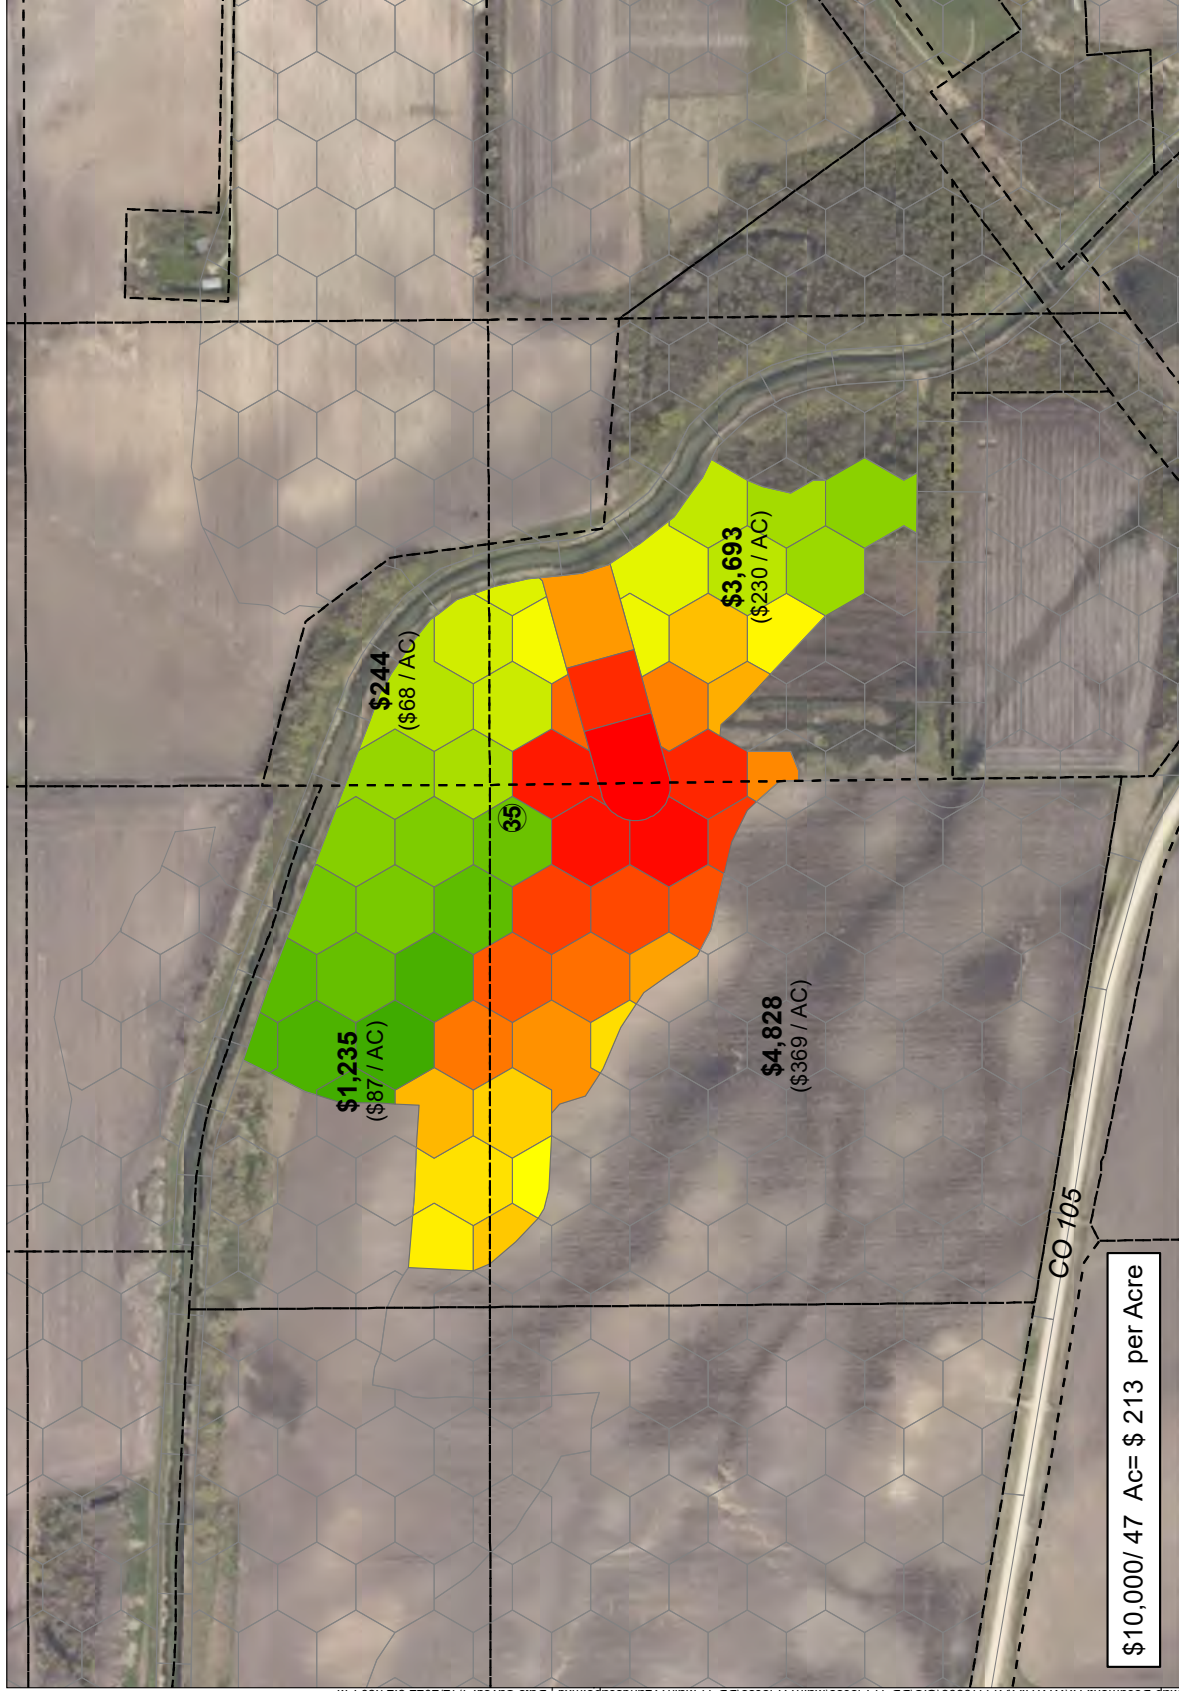 $244
($68 / AC)
$3,693
($230 / AC)
35
$1,235
($87 / AC)
$4,828
($369 / AC)
CO 105
$10,000/ 47 Ac= $ 213 per Acre